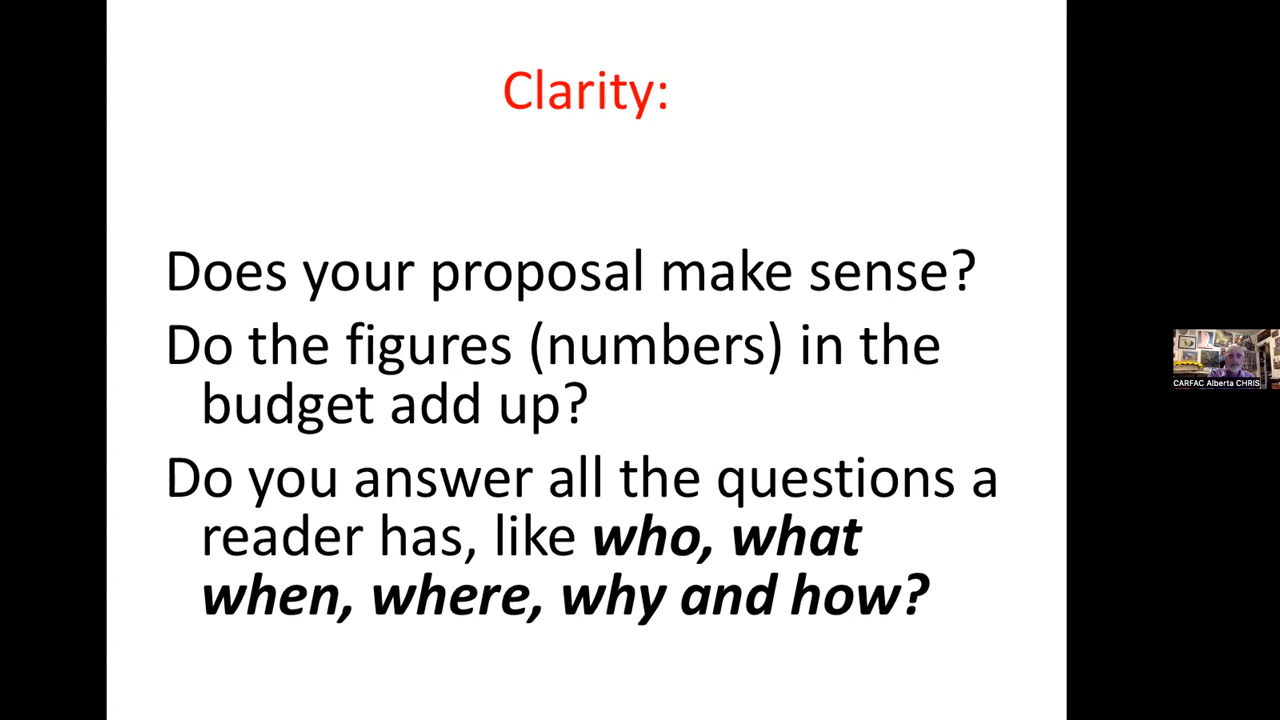 Clarity:
Does your proposal make sense?
Do the figures (numbers) in the
budget add up?
Do you answer all the questions a
reader has, like who, what
when, where, why and how?
CARFAC Alberta CHRIS